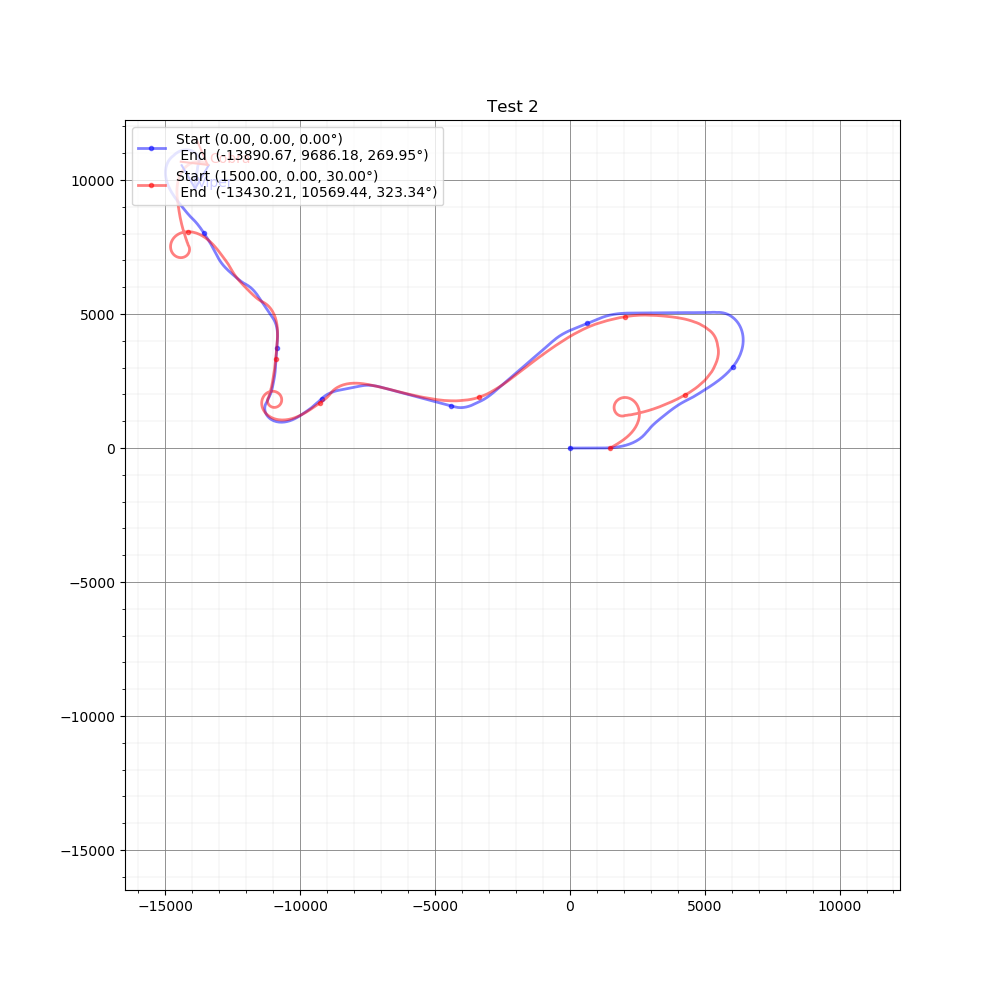 Test 2
Start (0.00, 0.00, 0.00°)
End (-13890.67, 9686.18, 269.95°)
Start (1500.00, 0.00, 30.00°)
End (-13430.21, 10569.44, 323.34°)
10000
5000
0
−5000
−10000
−15000
−15000 −10000 −5000 0 5000 10000